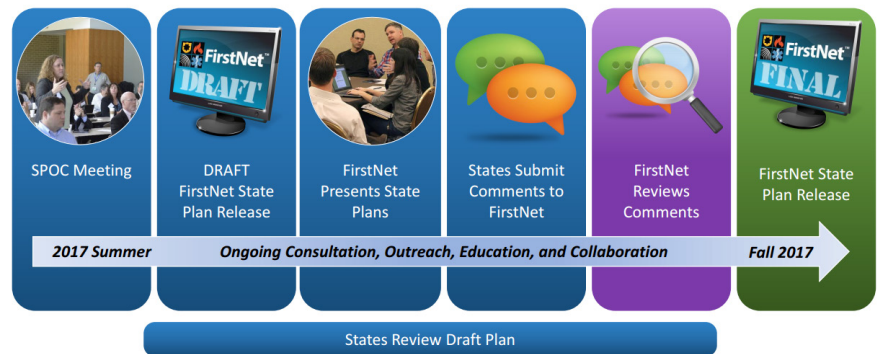 FirstNet™
DRAFT
FirstNet™
FINAL
SPOC Meeting
DRAFT
FirstNet State
Plan Release
FirstNet
Presents State
Plans
States Submit
Comments to
FirstNet
FirstNet
Reviews
Comments
FirstNet State
Plan Release
2017 Summer
Ongoing Consultation, Outreach, Education, and Collaboration
Fall 2017
States Review Draft Plan